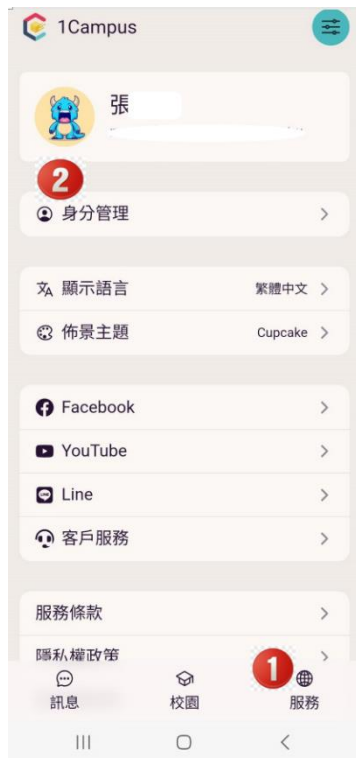 1Campus
張
2
身分管理
顯示語言 繁體中文
佈景主題 Cupcake
Facebook
YouTube
Line
客戶服務
服務條款
隱私權政策
1
訊息 校園 服務